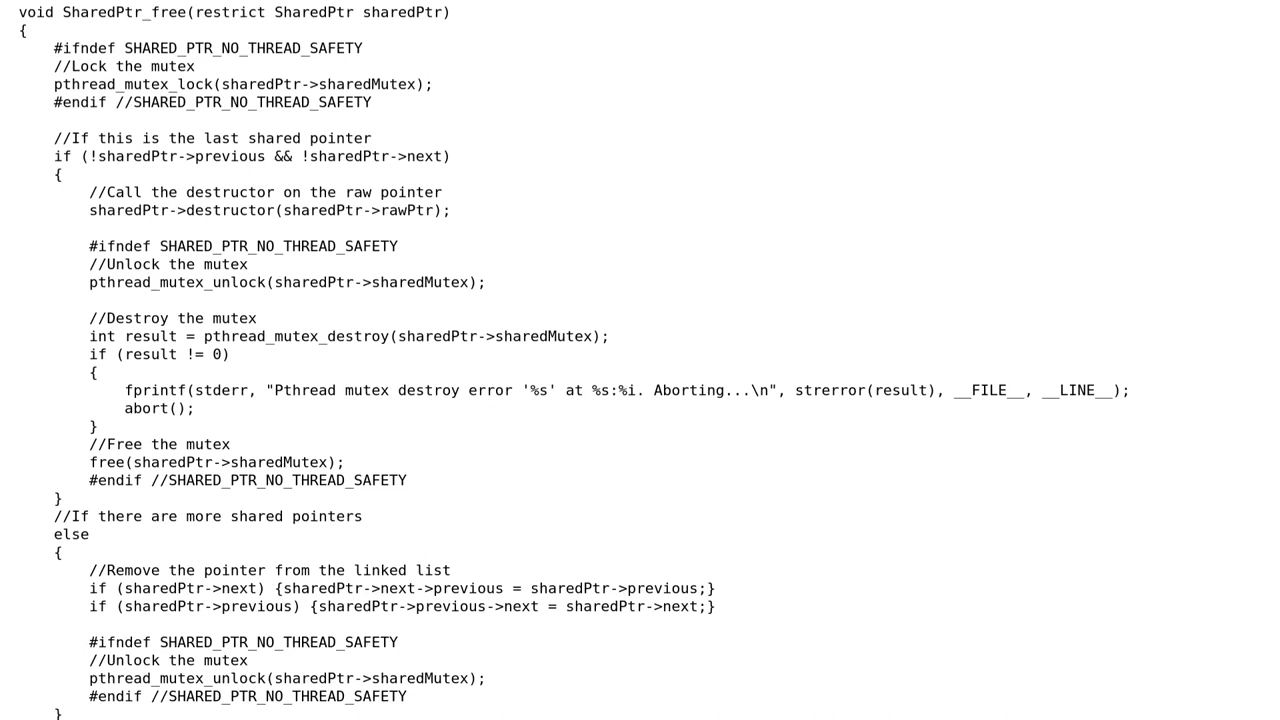 void SharedPtr_free(restrict SharedPtr sharedPtr)
{
    #ifndef SHARED_PTR_NO_THREAD_SAFETY
    //Lock the mutex
    pthread_mutex_lock(sharedPtr->sharedMutex);
    #endif //SHARED_PTR_NO_THREAD_SAFETY

    //If this is the last shared pointer
    if (!sharedPtr->previous && !sharedPtr->next)
    {
        //Call the destructor on the raw pointer
        sharedPtr->destructor(sharedPtr->rawPtr);

        #ifndef SHARED_PTR_NO_THREAD_SAFETY
        //Unlock the mutex
        pthread_mutex_unlock(sharedPtr->sharedMutex);

        //Destroy the mutex
        int result = pthread_mutex_destroy(sharedPtr->sharedMutex);
        if (result != 0)
        {
            fprintf(stderr, "Pthread mutex destroy error '%s' at %s:%i. Aborting...\n", strerror(result), __FILE__, __LINE__);
            abort();
        }
        //Free the mutex
        free(sharedPtr->sharedMutex);
        #endif //SHARED_PTR_NO_THREAD_SAFETY
    }
    //If there are more shared pointers
    else
    {
        //Remove the pointer from the linked list
        if (sharedPtr->next) {sharedPtr->next->previous = sharedPtr->previous;}
        if (sharedPtr->previous) {sharedPtr->previous->next = sharedPtr->next;}

        #ifndef SHARED_PTR_NO_THREAD_SAFETY
        //Unlock the mutex
        pthread_mutex_unlock(sharedPtr->sharedMutex);
        #endif //SHARED_PTR_NO_THREAD_SAFETY
    }